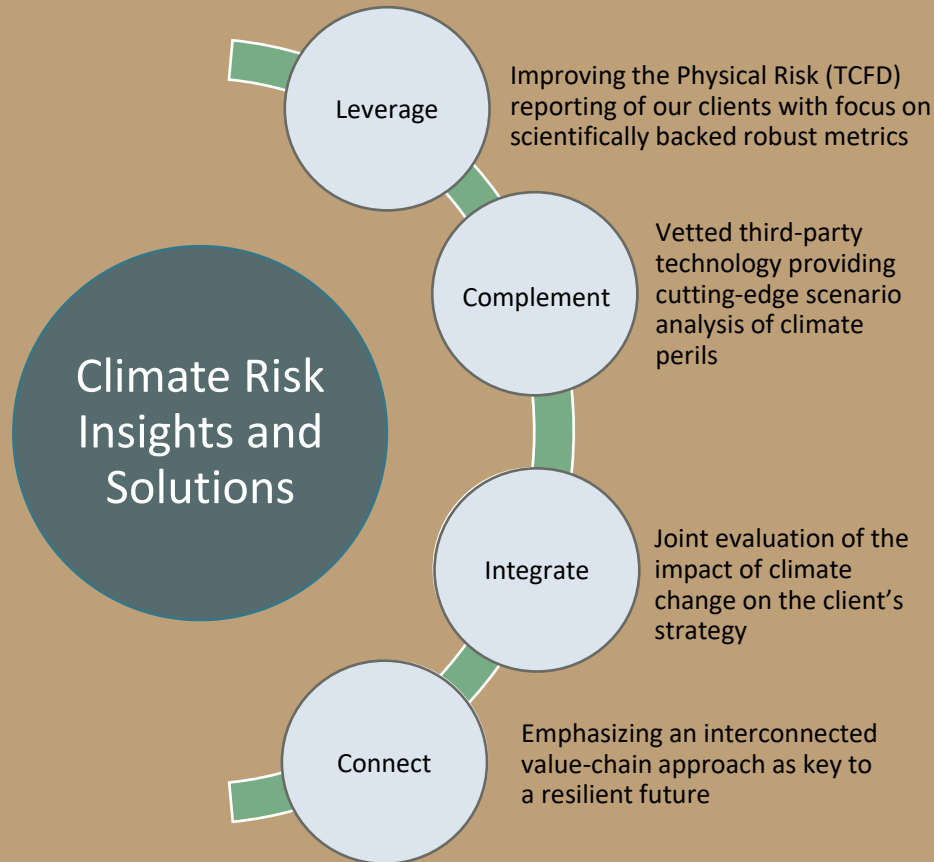 Leverage
Improving the Physical Risk (TCFD)
reporting of our clients with focus on
scientifically backed robust metrics
Complement
Vetted third-party
technology providing
cutting-edge scenario
analysis of climate
perils
Climate Risk
Insights and
Solutions
Integrate
Joint evaluation of the
impact of climate
change on the client’s
strategy
Connect
Emphasizing an interconnected
value-chain approach as key to
a resilient future